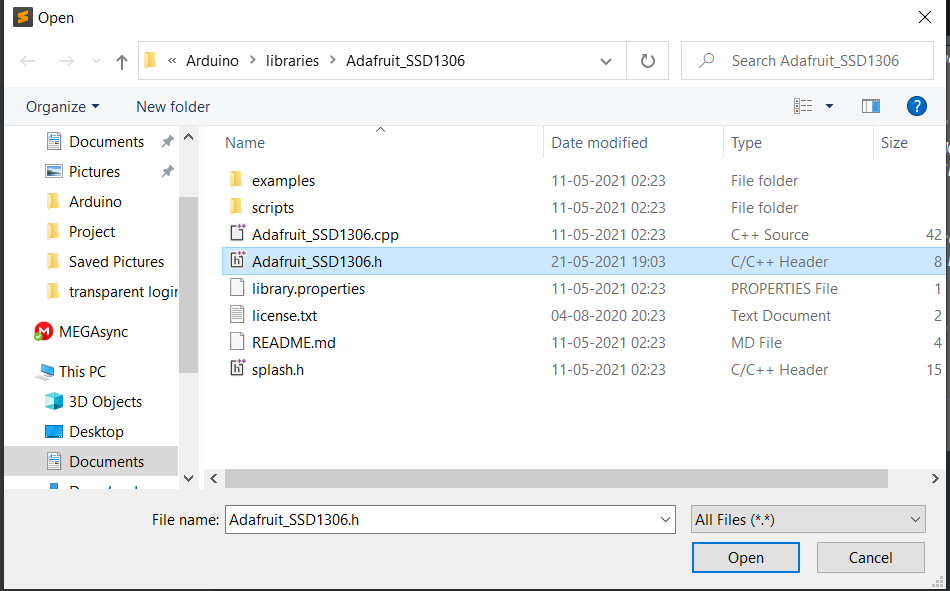 Open
« Arduino > libraries > Adafruit_SSD1306
Search Adafruit_SSD1306
Organize New folder
?
Name Date modified Type Size
Documents
Pictures
Arduino
Project
Saved Pictures
transparent login
MEGAsync
This PC
3D Objects
Desktop
Documents
examples 11-05-2021 02:23 File folder
scripts 11-05-2021 02:23 File folder
Adafruit_SSD1306.cpp 11-05-2021 02:23 C++ Source 42
Adafruit_SSD1306.h 21-05-2021 19:03 C/C++ Header 8
library.properties 11-05-2021 02:23 PROPERTIES File 1
license.txt 04-08-2020 20:23 Text Document 2
README.md 11-05-2021 02:23 MD File 4
splash.h 11-05-2021 02:23 C/C++ Header 15
File name: Adafruit_SSD1306.h All Files (*.*)
Open Cancel